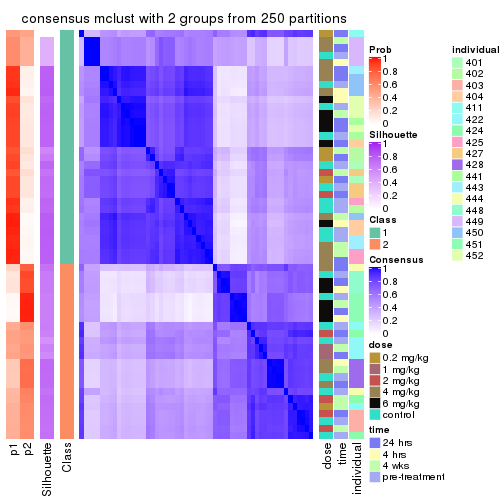 consensus mclust with 2 groups from 250 partitions
Prob
1
0.8
0.6
0.4
0.2
0
Silhouette
1
0.8
0.6
0.4
0.2
0
Class
1
2
Consensus
1
0.8
0.6
0.4
0.2
0
dose
0.2 mg/kg
1 mg/kg
2 mg/kg
4 mg/kg
6 mg/kg
control
time
24 hrs
4 hrs
4 wks
pre-treatment
individual
401
402
403
404
411
422
424
425
427
428
441
443
444
448
449
450
451
452
p1
p2
Silhouette
Class
dose
time
individual